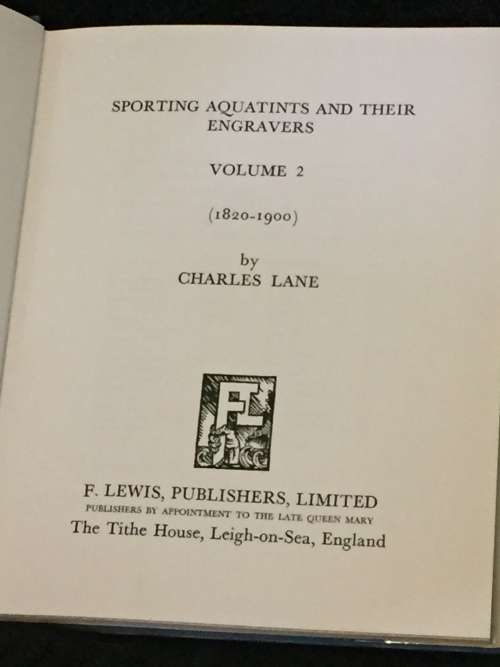 SPORTING AQUATINTS AND THEIR
ENGRAVERS
VOLUME 2
(1820-1900)
by
CHARLES LANE
FL
F. LEWIS, PUBLISHERS, LIMITED
PUBLISHERS BY APPOINTMENT TO THE LATE QUEEN MARY
The Tithe House, Leigh-on-Sea, England